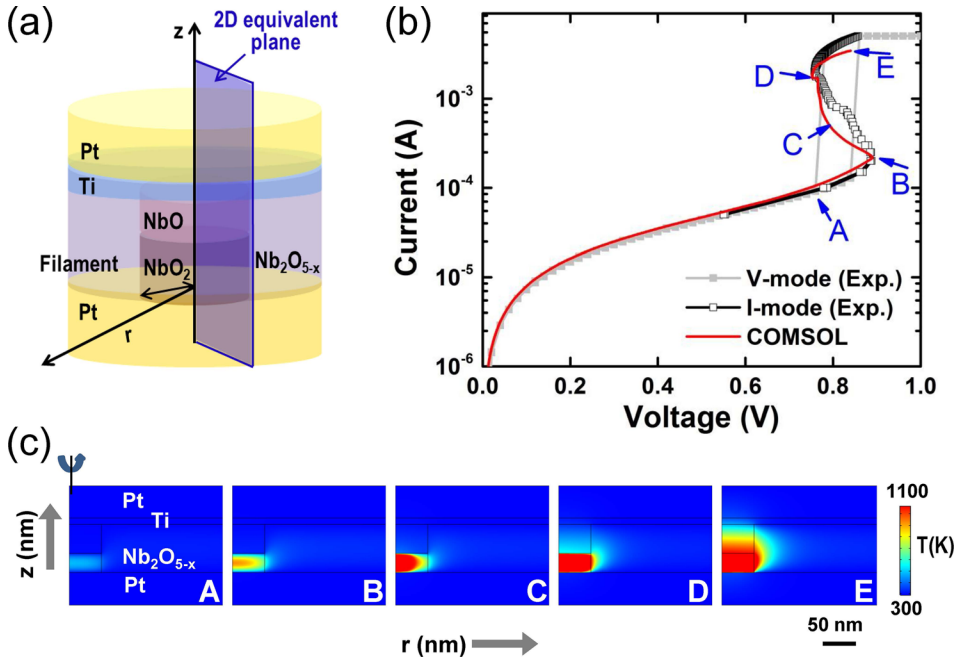 (a)
z
2D equivalent
plane
Pt
Ti
NbO
Filament
NbO2
Nb2O5-x
Pt
r
(b)
Current (A)
10-3
10-4
10-5
10-6
D
E
C
B
A
V-mode (Exp.)
I-mode (Exp.)
COMSOL
0.0 0.2 0.4 0.6 0.8 1.0
Voltage (V)
(c)
z (nm)
Pt
Ti
Nb2O5-x
Pt
A
B
C
D
E
1100
T(K)
300
50 nm
r (nm)